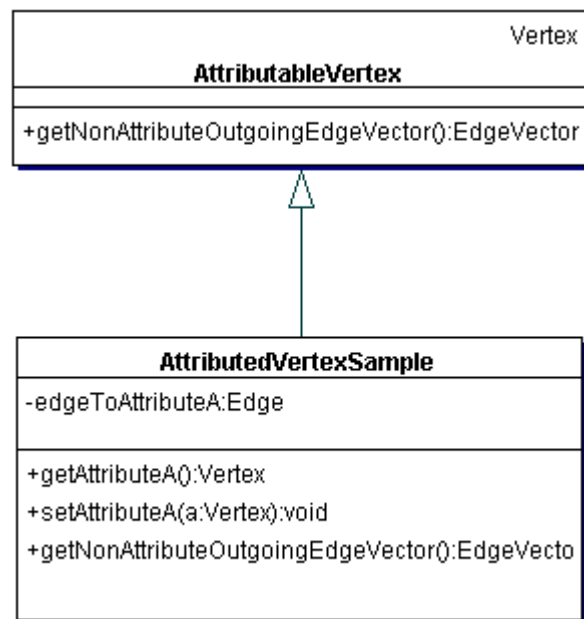 Vertex
AttributableVertex
+getNonAttributeOutgoingEdgeVector():EdgeVector
AttributedVertexSample
-edgeToAttributeA:Edge
+getAttributeA():Vertex
+setAttributeA(a:Vertex):void
+getNonAttributeOutgoingEdgeVector():EdgeVecto